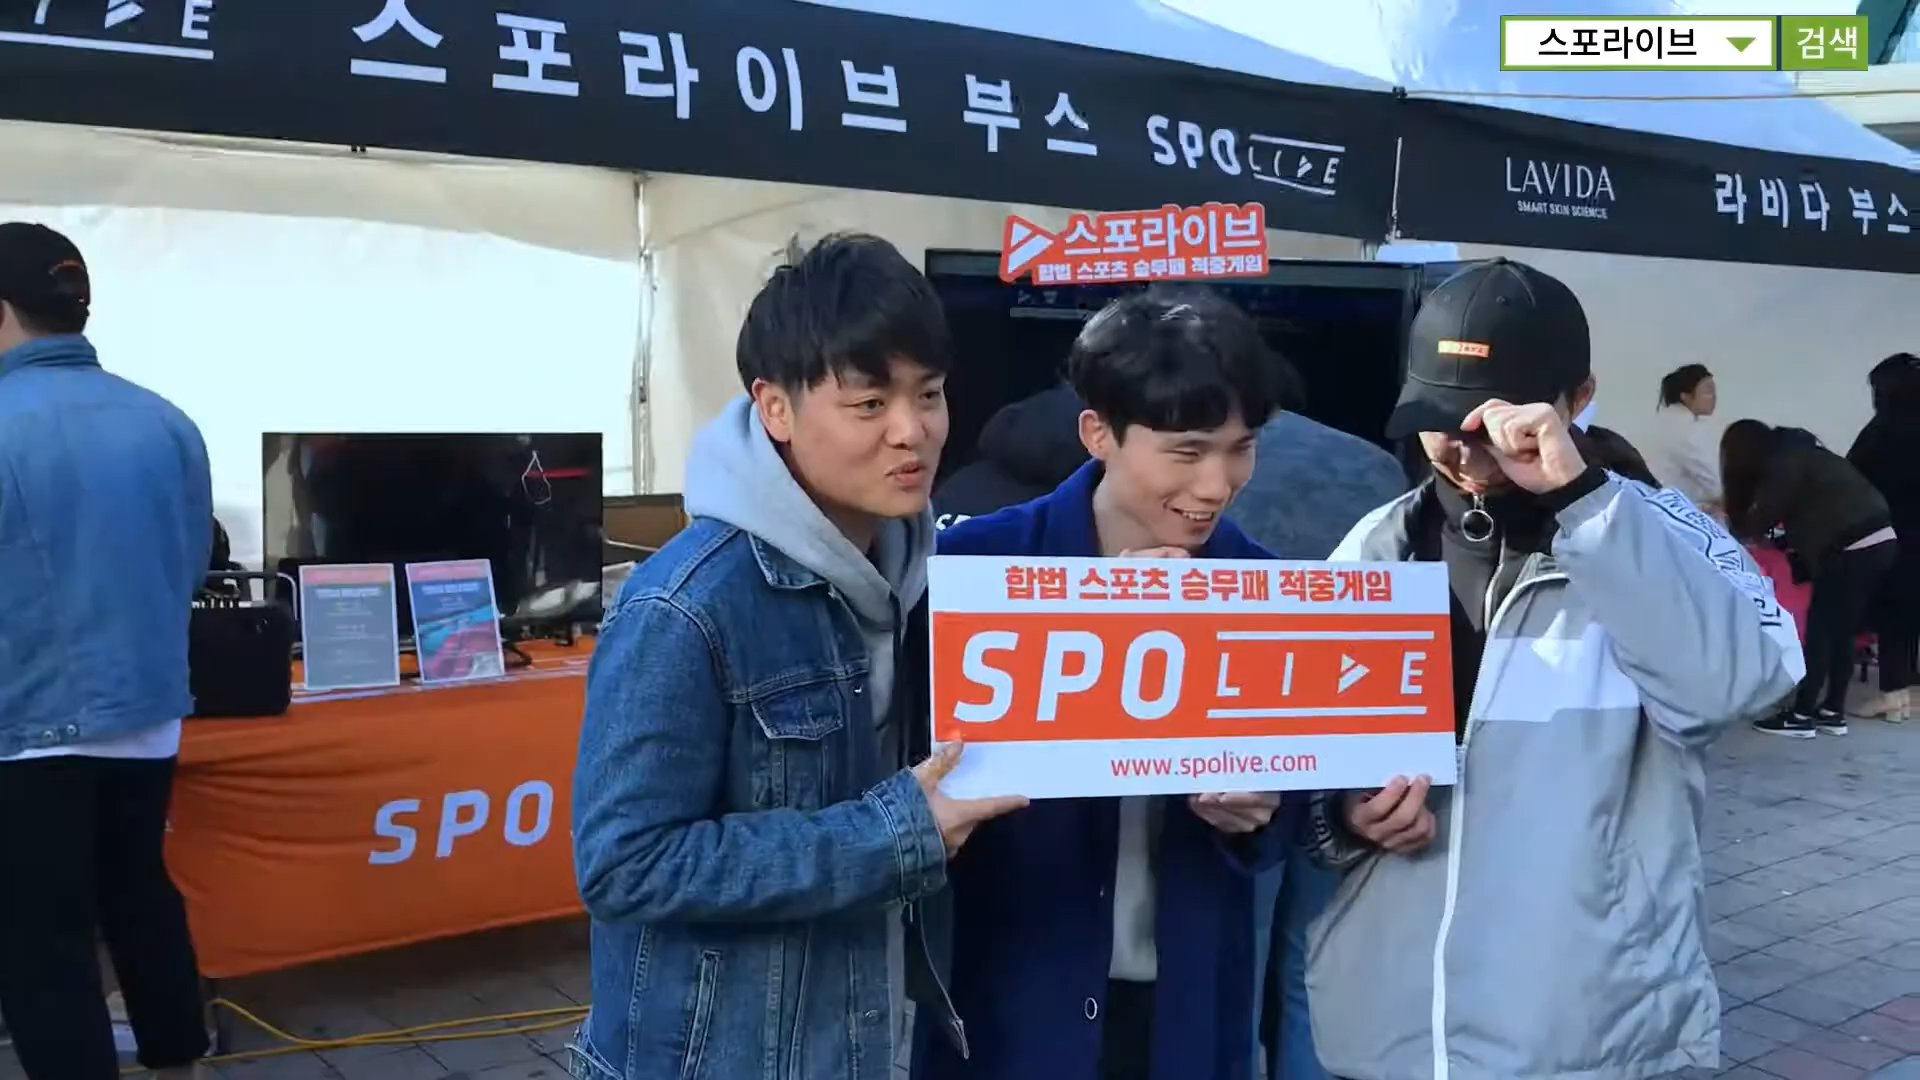 스포라이브 검색
스포라이브 부스 SPOLIVE
LAVIDA
SMART SKIN SCIENCE
라비다 부스
스포라이브
합법 스포츠 승무패 적중게임
합법 스포츠 승무패 적중게임
SPOLIVE
www.spolive.com
SPO